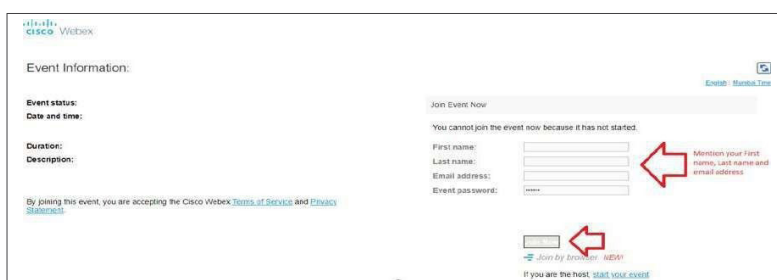 CISCO Webex
Event Information:
English : Mumbai Time
Event status:
Date and time:
Duration:
Description:
By joining this event, you are accepting the Cisco Webex Terms of Service and Privacy
Statement.
Join Event Now
You cannot join the event now because it has not started.
First name:
Last name:
Email address:
Event password:
Mention your First
name, Last name and
email address
Join Now
Join by browser NEW!
If you are the host, start your event